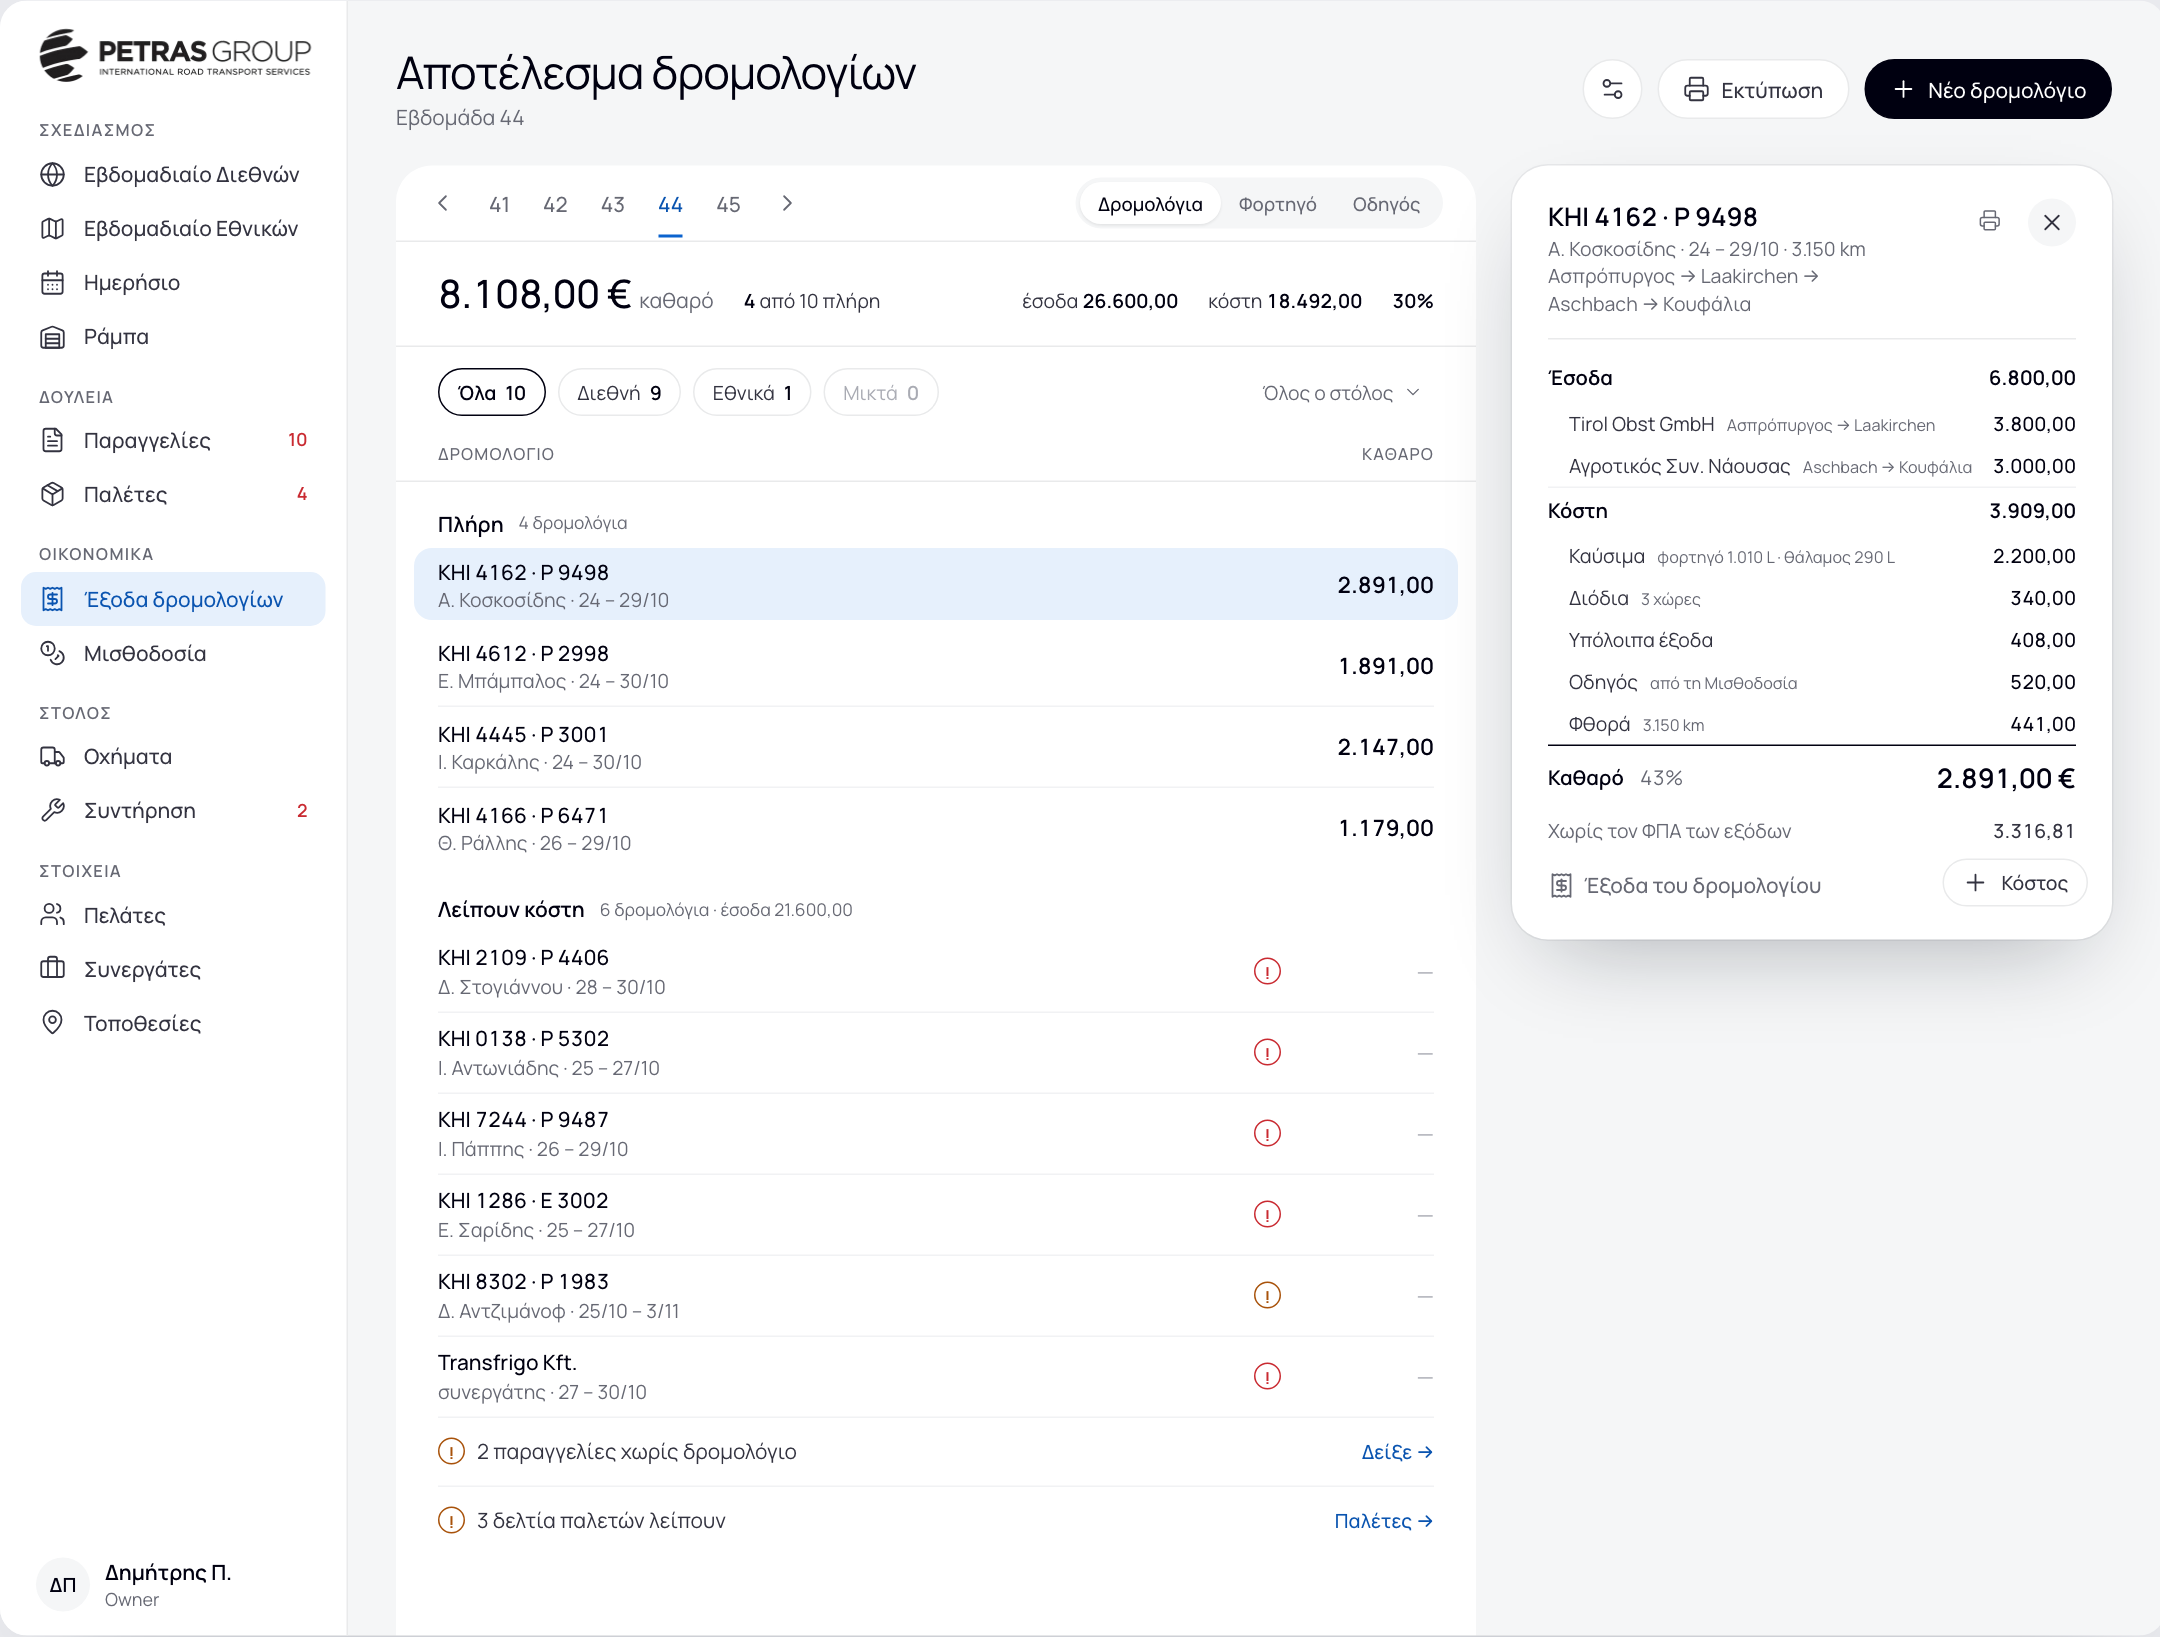 PETRAS GROUP
INTERNATIONAL ROAD TRANSPORT SERVICES
ΣΧΕΔΙΑΣΜΟΣ
Εβδομαδιαίο Διεθνών
Εβδομαδιαίο Εθνικών
Ημερήσιο
Ράμπα
ΔΟΥΛΕΙΑ
Παραγγελίες 10
Παλέτες 4
ΟΙΚΟΝΟΜΙΚΑ
Έξοδα δρομολογίων
Μισθοδοσία
ΣΤΟΛΟΣ
Οχήματα
Συντήρηση 2
ΣΤΟΙΧΕΙΑ
Πελάτες
Συνεργάτες
Τοποθεσίες
ΔΠ
Δημήτρης Π.
Owner
Αποτέλεσμα δρομολογίων
Εβδομάδα 44
Εκτύπωση
+ Νέο δρομολόγιο
41 42 43 44 45
Δρομολόγια Φορτηγό Οδηγός
8.108,00 € καθαρό 4 από 10 πλήρη έσοδα 26.600,00 κόστη 18.492,00 30%
Όλα 10 Διεθνή 9 Εθνικά 1 Μικτά 0 Όλος ο στόλος
ΔΡΟΜΟΛΟΓΙΟ ΚΑΘΑΡΟ
Πλήρη 4 δρομολόγια
ΚΗΙ 4162 · Ρ 9498 2.891,00
Α. Κοσκοσίδης · 24 – 29/10
ΚΗΙ 4612 · Ρ 2998 1.891,00
Ε. Μπάμπαλος · 24 – 30/10
ΚΗΙ 4445 · Ρ 3001 2.147,00
Ι. Καρκάλης · 24 – 30/10
ΚΗΙ 4166 · Ρ 6471 1.179,00
Θ. Ράλλης · 26 – 29/10
Λείπουν κόστη 6 δρομολόγια · έσοδα 21.600,00
ΚΗΙ 2109 · Ρ 4406 —
Δ. Στογιάννου · 28 – 30/10
ΚΗΙ 0138 · Ρ 5302 —
Ι. Αντωνιάδης · 25 – 27/10
ΚΗΙ 7244 · Ρ 9487 —
Ι. Πάππης · 26 – 29/10
ΚΗΙ 1286 · Ε 3002 —
Ε. Σαρίδης · 25 – 27/10
ΚΗΙ 8302 · Ρ 1983 —
Δ. Αντζιμάνοφ · 25/10 – 3/11
Transfrigo Kft. —
συνεργάτης · 27 – 30/10
2 παραγγελίες χωρίς δρομολόγιο Δείξε →
3 δελτία παλετών λείπουν Παλέτες →
ΚΗΙ 4162 · Ρ 9498
Α. Κοσκοσίδης · 24 – 29/10 · 3.150 km
Ασπρόπυργος → Laakirchen →
Aschbach → Κουφάλια
Έσοδα 6.800,00
Tirol Obst GmbH Ασπρόπυργος → Laakirchen 3.800,00
Αγροτικός Συν. Νάουσας Aschbach → Κουφάλια 3.000,00
Κόστη 3.909,00
Καύσιμα φορτηγό 1.010 L · θάλαμος 290 L 2.200,00
Διόδια 3 χώρες 340,00
Υπόλοιπα έξοδα 408,00
Οδηγός από τη Μισθοδοσία 520,00
Φθορά 3.150 km 441,00
Καθαρό 43% 2.891,00 €
Χωρίς τον ΦΠΑ των εξόδων 3.316,81
Έξοδα του δρομολογίου + Κόστος